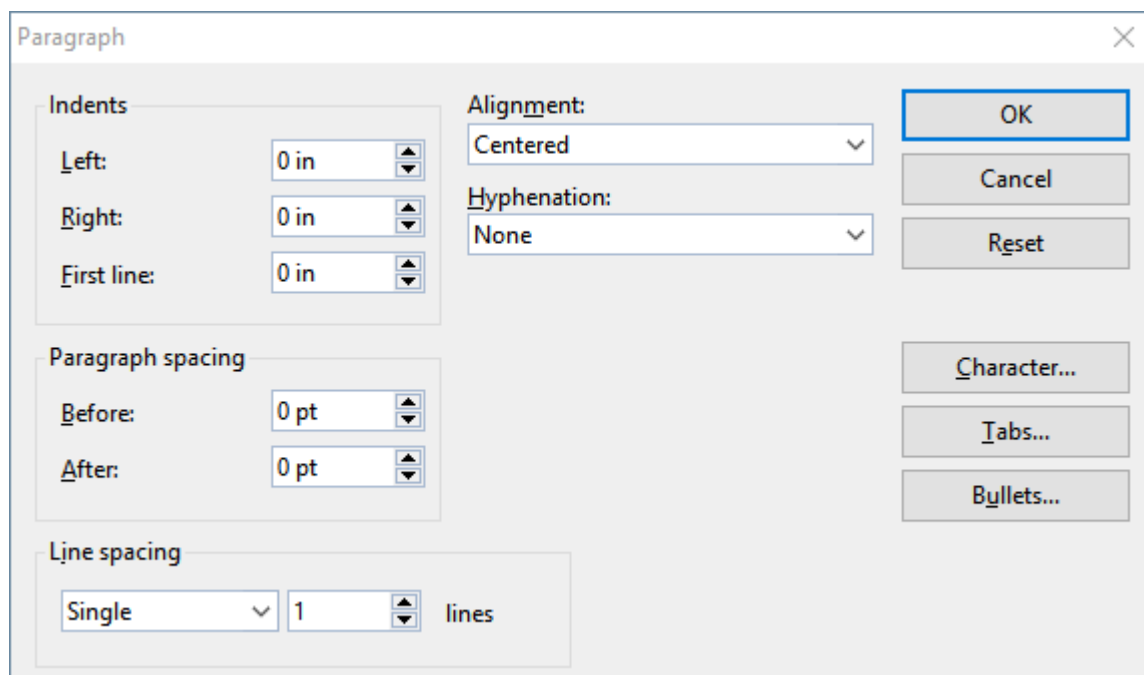 Paragraph
Indents
Left:
0 in
Right:
0 in
First line:
0 in
Alignment:
Centered
Hyphenation:
None
OK
Cancel
Reset
Paragraph spacing
Before:
0 pt
After:
0 pt
Character...
Tabs...
Bullets...
Line spacing
Single
1
lines